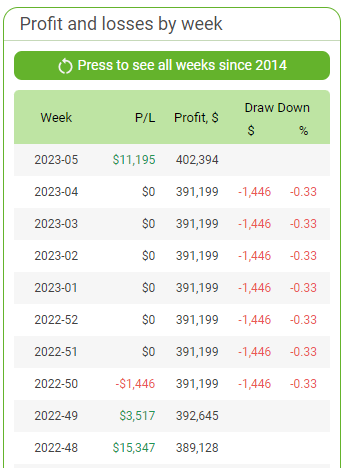 Profit and losses by week
Press to see all weeks since 2014
Week P/L Profit, $ Draw Down
$ %
2023-05 $11,195 402,394
2023-04 $0 391,199 -1,446 -0.33
2023-03 $0 391,199 -1,446 -0.33
2023-02 $0 391,199 -1,446 -0.33
2023-01 $0 391,199 -1,446 -0.33
2022-52 $0 391,199 -1,446 -0.33
2022-51 $0 391,199 -1,446 -0.33
2022-50 -$1,446 391,199 -1,446 -0.33
2022-49 $3,517 392,645
2022-48 $15,347 389,128